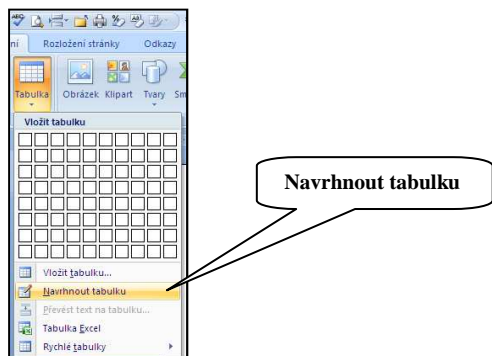 ní Rozložení stránky Odkazy
Tabulka Obrázek Klipart Tvary Sm
Vložit tabulku
Vložit tabulku...
Navrhnout tabulku
Převést text na tabulku...
Tabulka Excel
Rychlé tabulky
Navrhnout tabulku